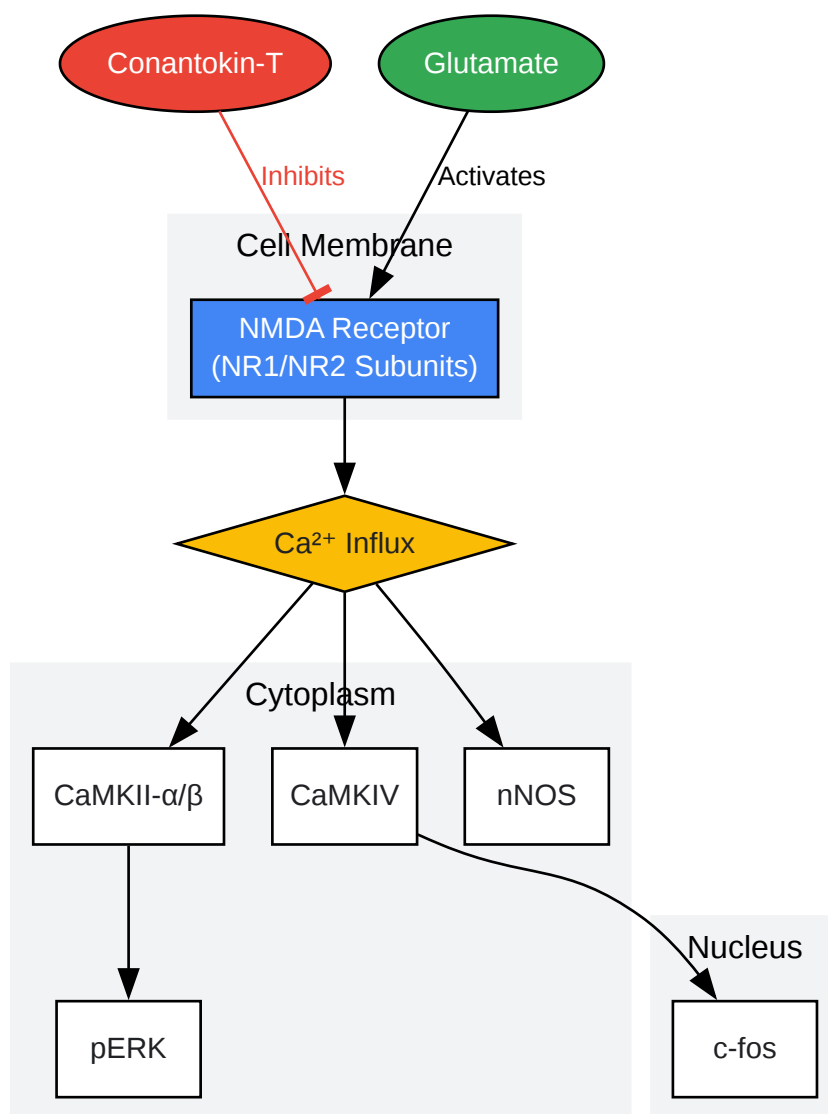 Conantokin-T
Glutamate
Inhibits
Activates
Cell Membrane
NMDA Receptor
(NR1/NR2 Subunits)
Ca²⁺ Influx
Cytoplasm
CaMKII-α/β
CaMKIV
nNOS
Nucleus
pERK
c-fos